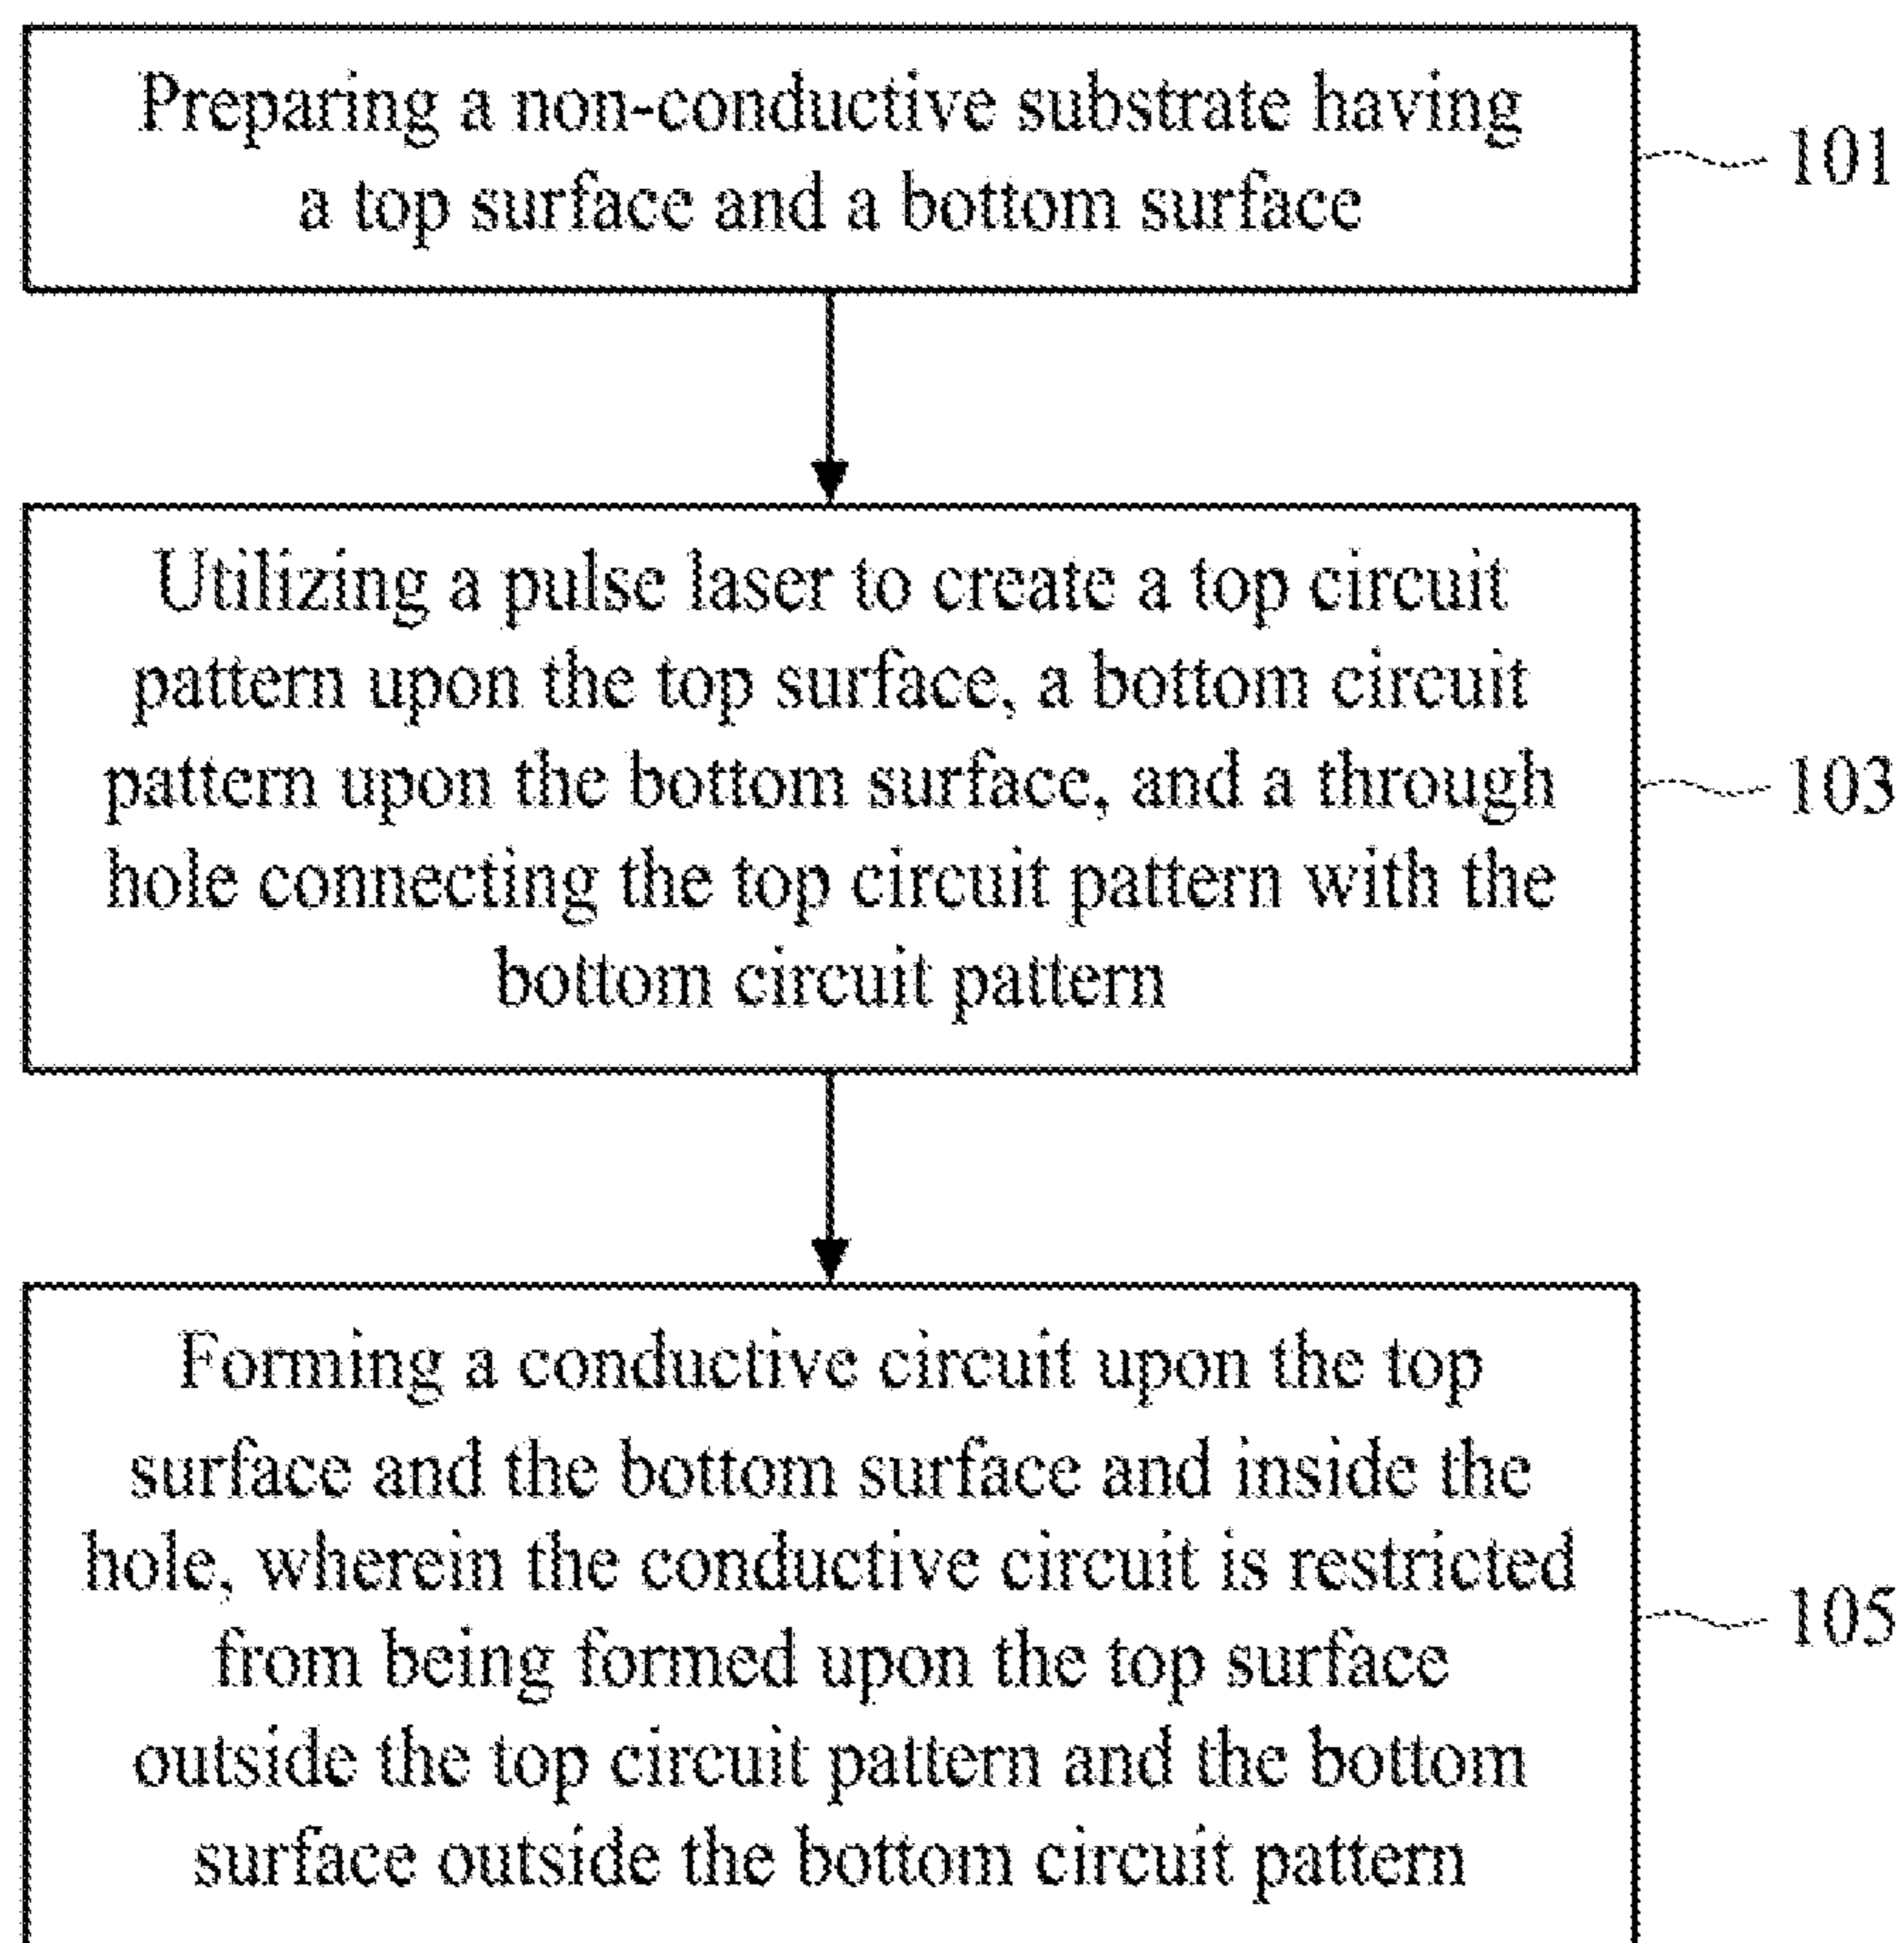 Preparing a non-conductive substrate having
a top surface and a bottom surface
101
Utilizing a pulse laser to create a top circuit
pattern upon the top surface, a bottom circuit
pattern upon the bottom surface, and a through
hole connecting the top circuit pattern with the
bottom circuit pattern
103
Forming a conductive circuit upon the top
surface and the bottom surface and inside the
hole, wherein the conductive circuit is restricted
from being formed upon the top surface
outside the top circuit pattern and the bottom
surface outside the bottom circuit pattern
105